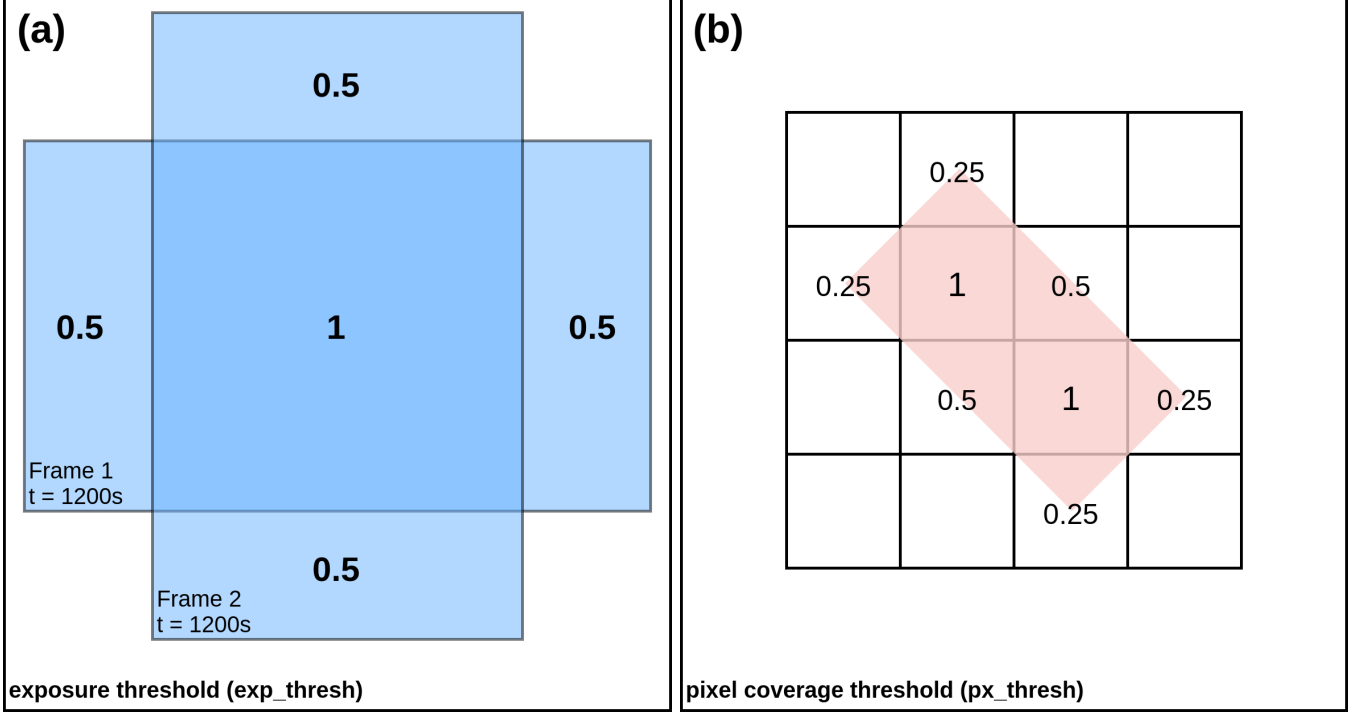 (a)
0.5
0.5
1
0.5
Frame 1
t = 1200s
0.5
Frame 2
t = 1200s
exposure threshold (exp_thresh)
(b)
0.25
0.25
1
0.5
0.5
1
0.25
0.25
pixel coverage threshold (px_thresh)